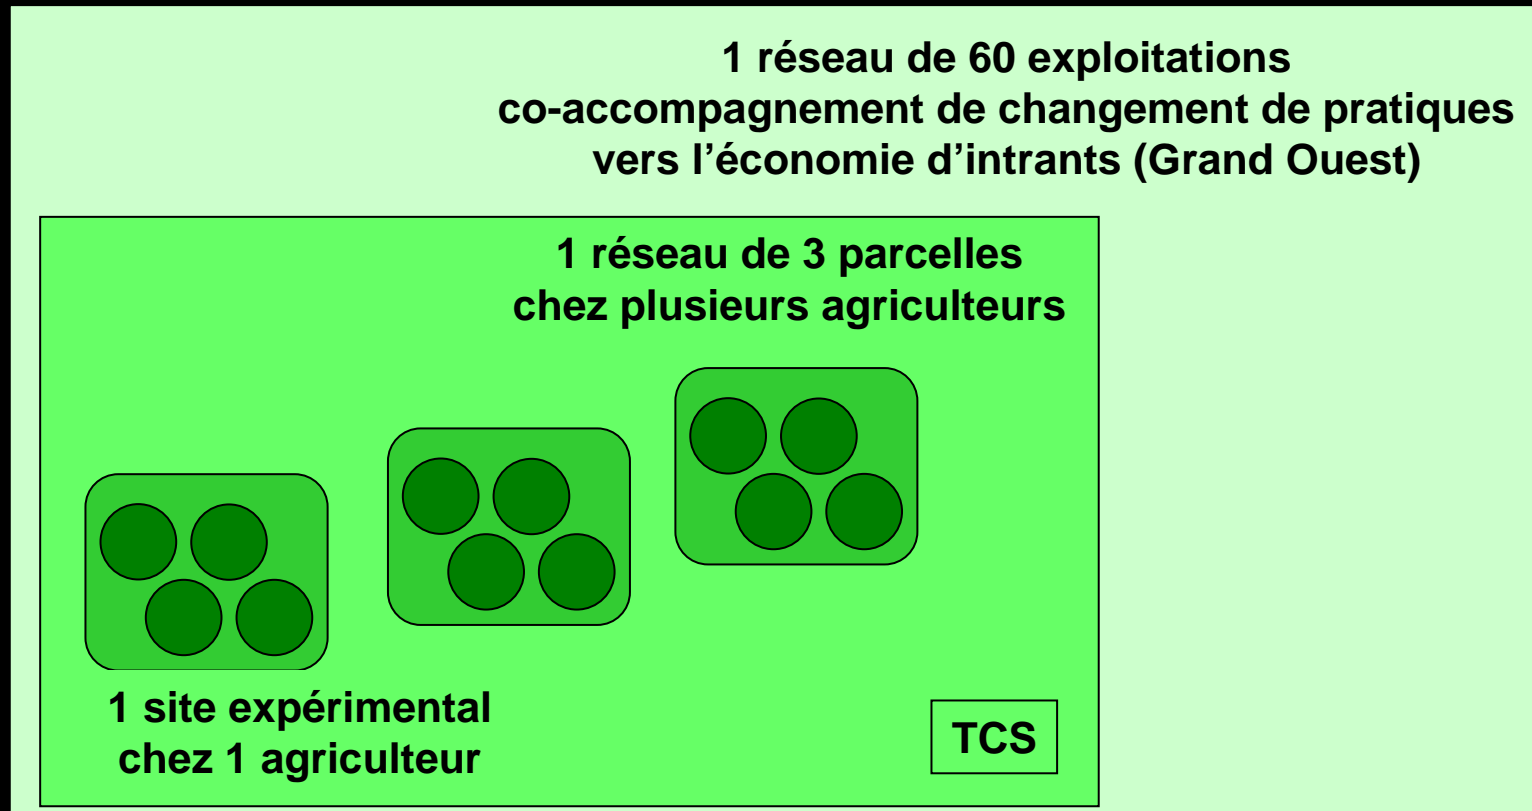 1 réseau de 60 exploitations
co-accompagnement de changement de pratiques
vers l’économie d’intrants (Grand Ouest)
1 réseau de 3 parcelles
chez plusieurs agriculteurs
1 site expérimental
chez 1 agriculteur
TCS